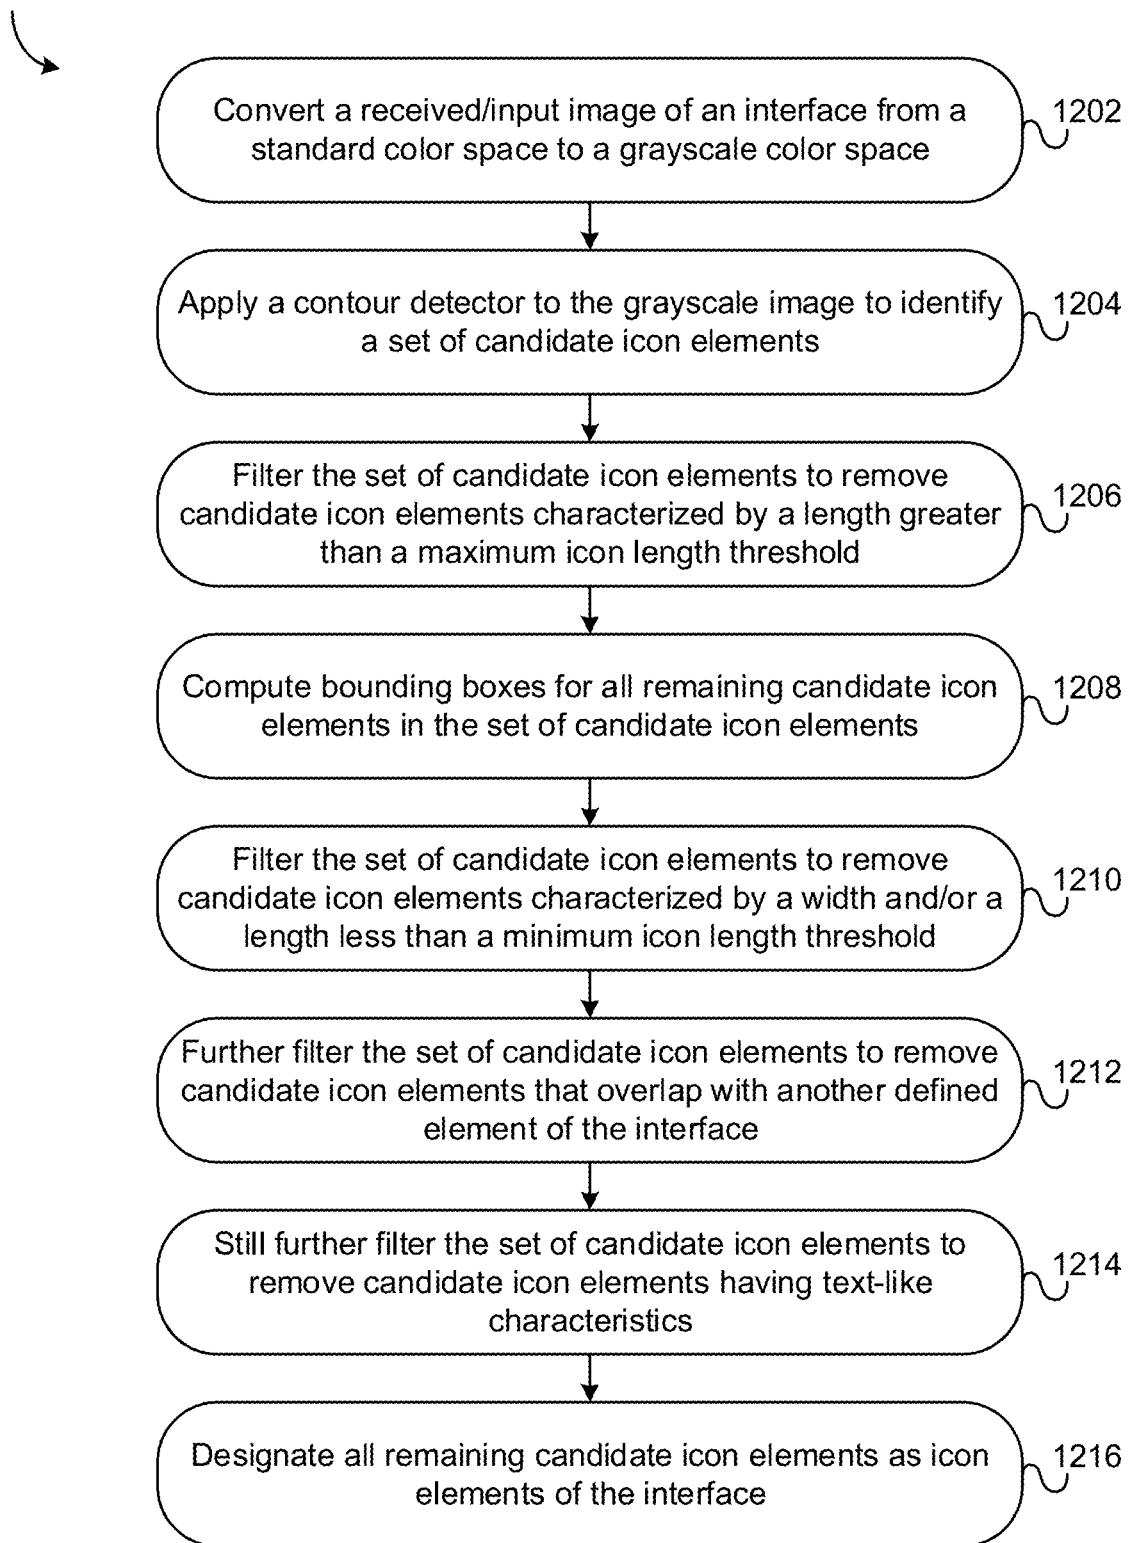 Convert a received/input image of an interface from a
standard color space to a grayscale color space
1202
Apply a contour detector to the grayscale image to identify
a set of candidate icon elements
1204
Filter the set of candidate icon elements to remove
candidate icon elements characterized by a length greater
than a maximum icon length threshold
1206
Compute bounding boxes for all remaining candidate icon
elements in the set of candidate icon elements
1208
Filter the set of candidate icon elements to remove
candidate icon elements characterized by a width and/or a
length less than a minimum icon length threshold
1210
Further filter the set of candidate icon elements to remove
candidate icon elements that overlap with another defined
element of the interface
1212
Still further filter the set of candidate icon elements to
remove candidate icon elements having text-like
characteristics
1214
Designate all remaining candidate icon elements as icon
elements of the interface
1216